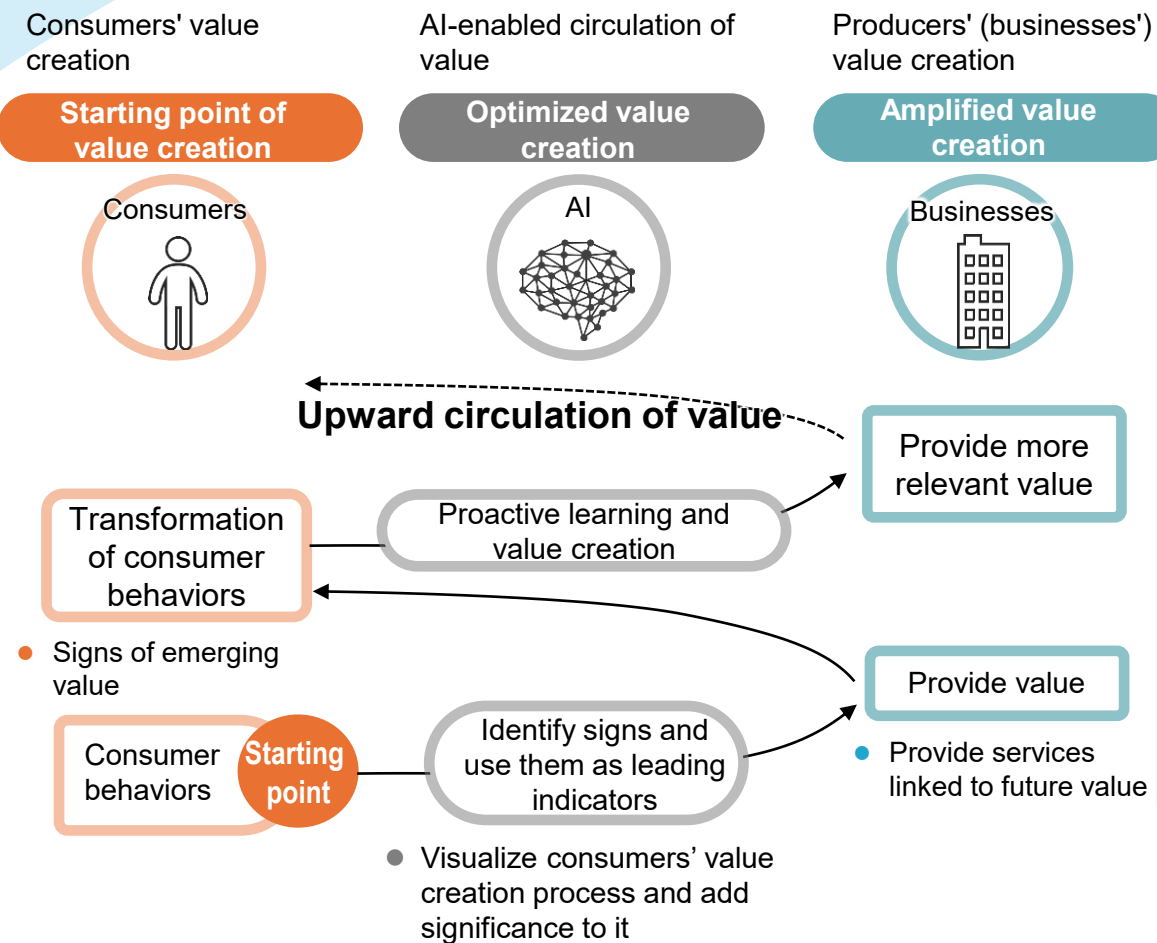 Consumers' value
creation
AI-enabled circulation of
value
Producers' (businesses')
value creation
Starting point of
value creation
Optimized value
creation
Amplified value
creation
Consumers
AI
Businesses
Upward circulation of value
Provide more
relevant value
Transformation
of consumer
behaviors
Proactive learning and
value creation
• Signs of emerging
value
Provide value
Consumer
behaviors
Starting
point
Identify signs and
use them as leading
indicators
• Provide services
linked to future value
• Visualize consumers’ value
creation process and add
significance to it